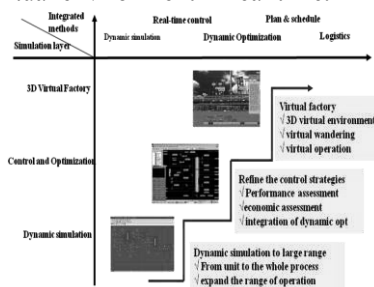 Integrated
methods
Real-time control
Plan & schedule
Simulation layer
Dynamic simulation
Dynamic Optimization
Logistics
3D Virtual Factory
Virtual factory
√ 3D virtual environment
√ virtual wandering
√ virtual operation
Control and Optimization
Refine the control strategies
√ Performance assessment
√economic assessment
√ integration of dynamic opt
Dynamic simulation
Dynamic simulation to large range
√ From unit to the whole process
√ expand the range of operation